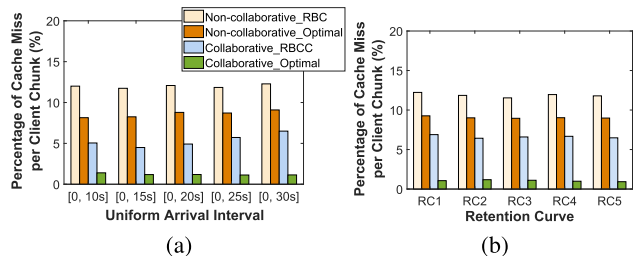 Percentage of Cache Miss
per Client Chunk (%)
20
15
10
5
0
Non-collaborative_RBC
Non-collaborative_Optimal
Collaborative_RBCC
Collaborative_Optimal
[0, 10s] [0, 15s] [0, 20s] [0, 25s] [0, 30s]
Uniform Arrival Interval
(a)
Percentage of Cache Miss
per Client Chunk (%)
20
15
10
5
0
RC1 RC2 RC3 RC4 RC5
Retention Curve
(b)